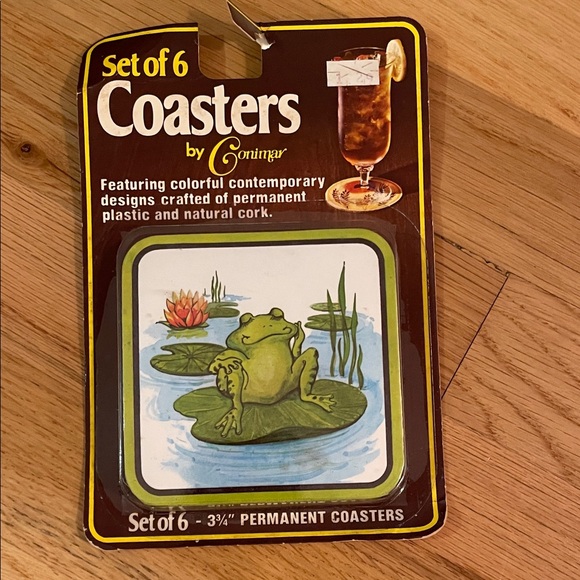 Set of 6
Coasters
by Conimar
Featuring colorful contemporary
designs crafted of permanent
plastic and natural cork.
Set of 6 - 3¾" PERMANENT COASTERS